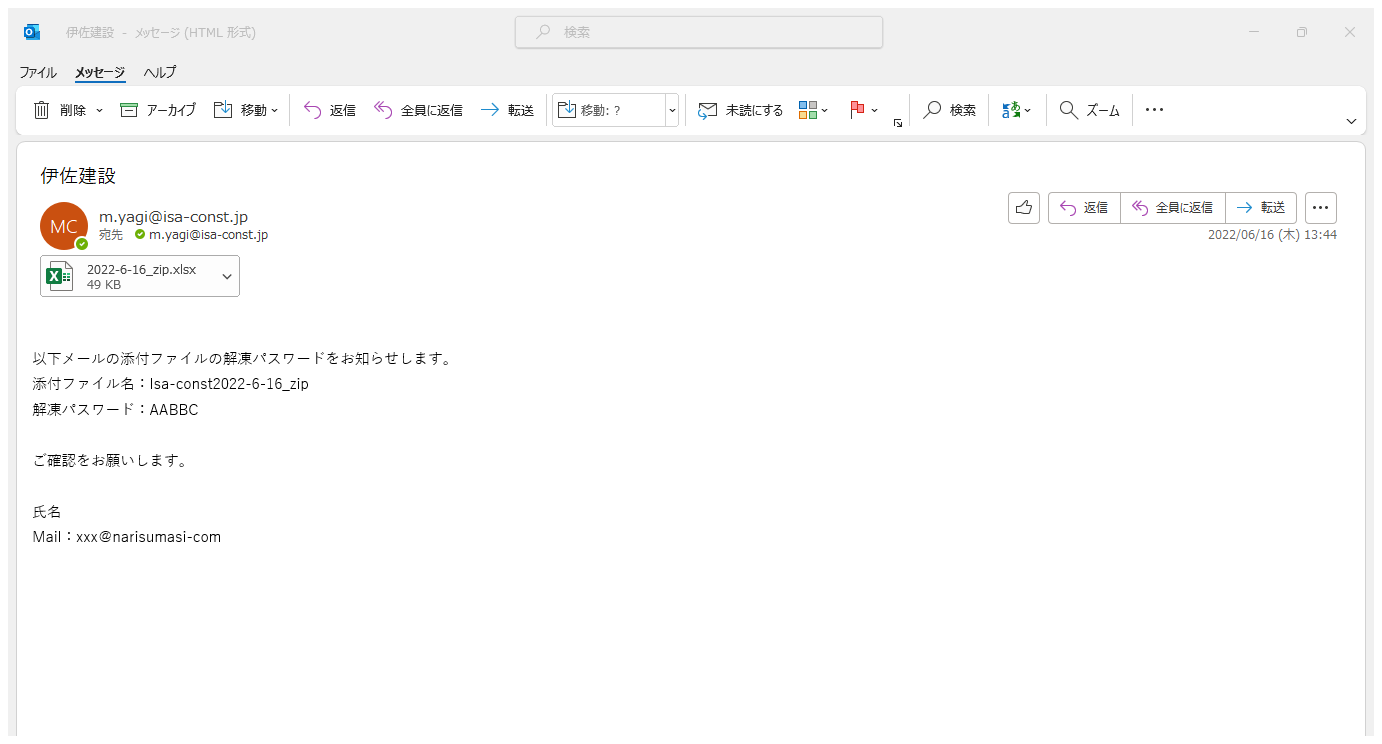 伊佐建設 - メッセージ (HTML 形式)
検索
ファイル メッセージ ヘルプ
削除 アーカイブ 移動 返信 全員に返信 転送 移動: ? 未読にする 検索 ズーム
伊佐建設
MC
m.yagi@isa-const.jp
宛先 m.yagi@isa-const.jp
返信 全員に返信 転送
2022/06/16 (木) 13:44
2022-6-16_zip.xlsx
49 KB
以下メールの添付ファイルの解凍パスワードをお知らせします。
添付ファイル名：Isa-const2022-6-16_zip
解凍パスワード：AABBC
ご確認をお願いします。
氏名
Mail：xxx＠narisumasi-com